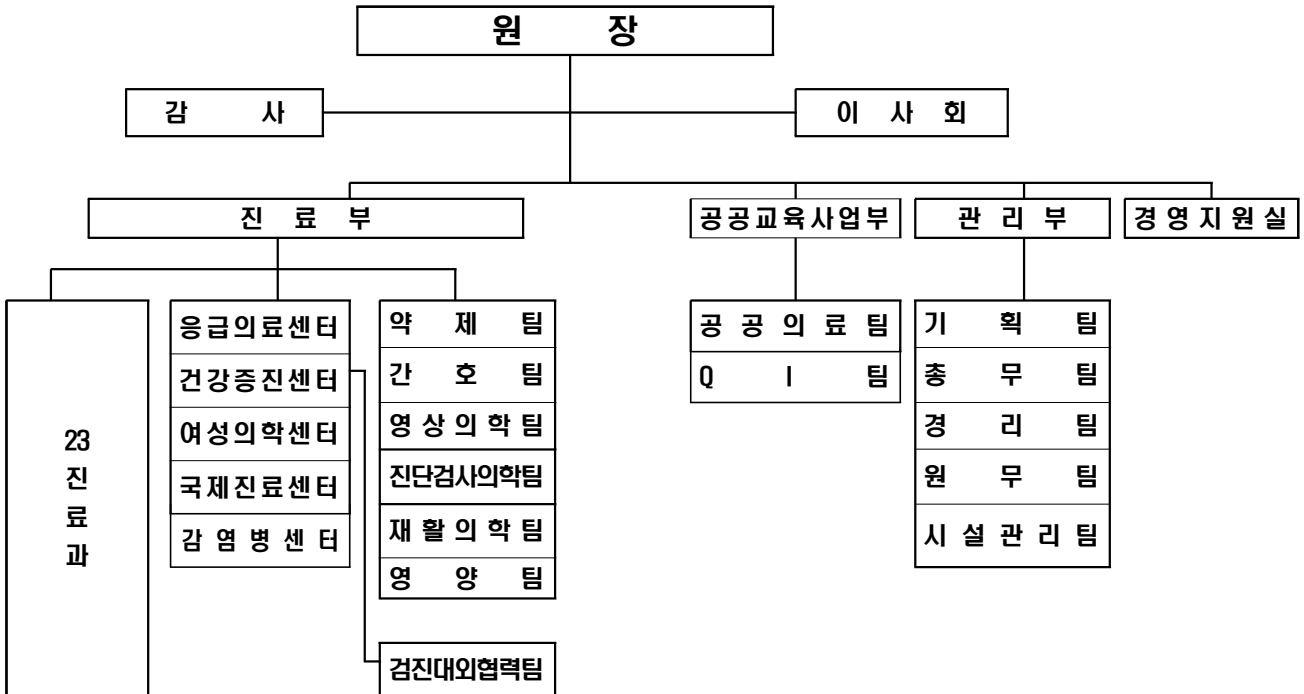 원 장
감 사
이 사 회
진 료 부
공공교육사업부
관 리 부
경영지원실
23
진
료
과
응급의료센터
건강증진센터
여성의학센터
국제진료센터
감염병센터
약 제 팀
간 호 팀
영상의학팀
진단검사의학팀
재활의학팀
영 양 팀
검진대외협력팀
공공의료팀
Q I 팀
기 획 팀
총 무 팀
경 리 팀
원 무 팀
시설관리팀